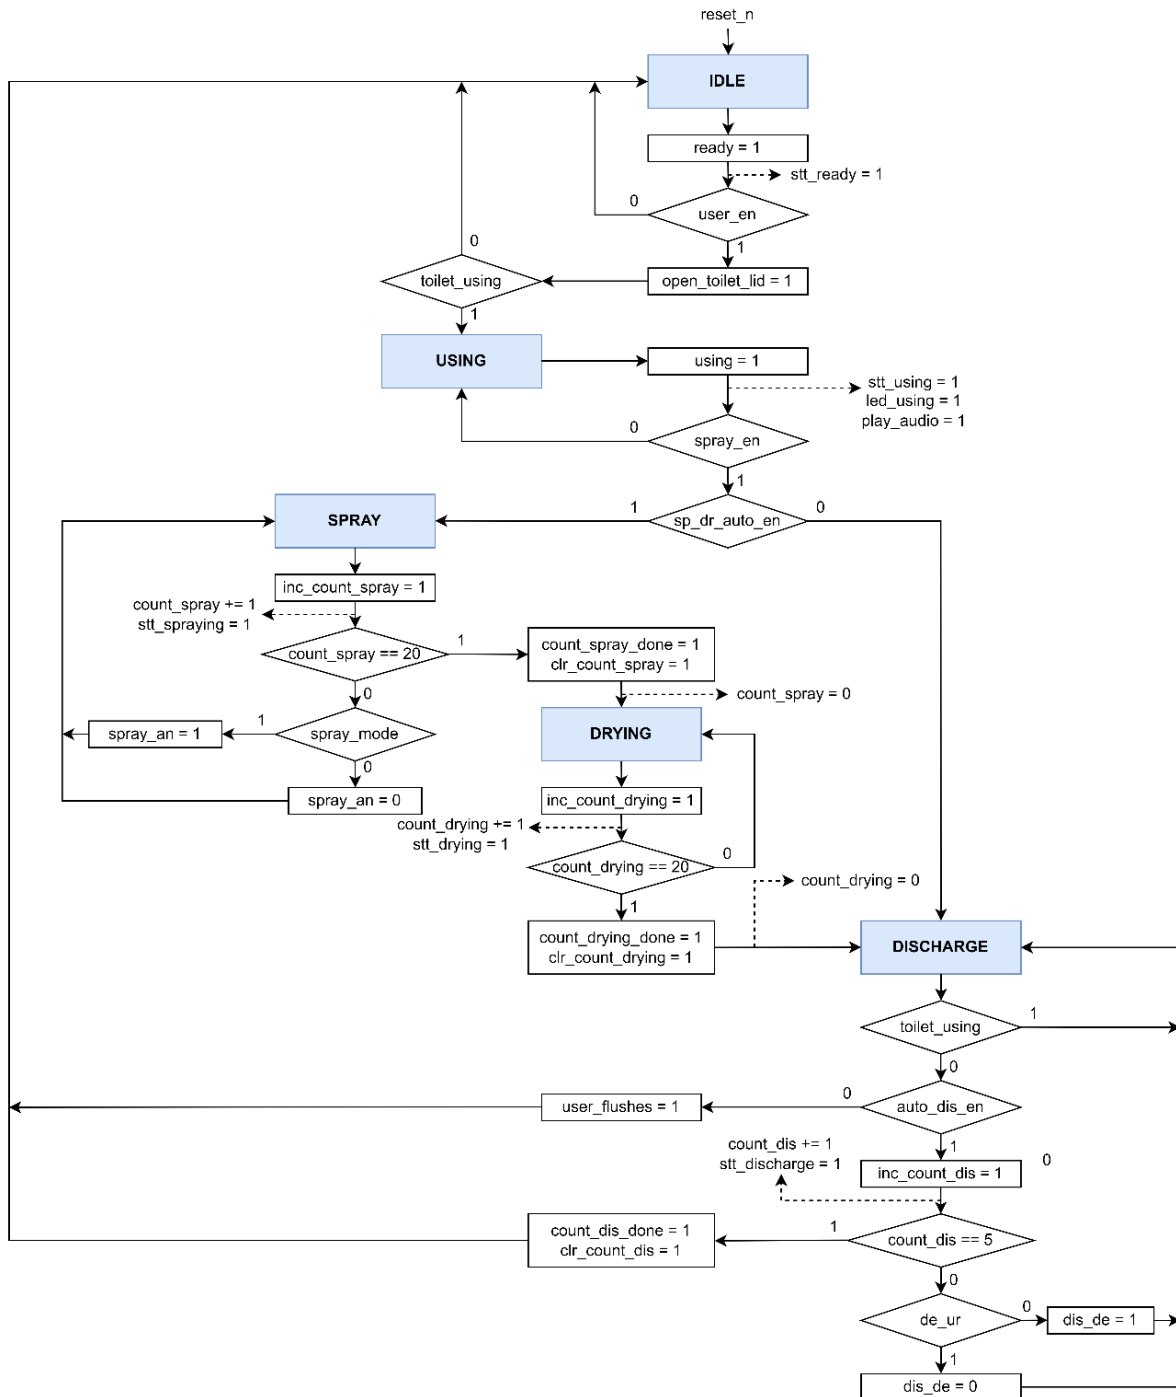 reset_n
IDLE
ready = 1
stt_ready = 1
0
user_en
1
0
toilet_using
open_toilet_lid = 1
1
USING
using = 1
stt_using = 1
led_using = 1
play_audio = 1
0
spray_en
1
SPRAY
1
sp_dr_auto_en
0
inc_count_spray = 1
count_spray += 1
stt_spraying = 1
count_spray == 20
1
count_spray_done = 1
clr_count_spray = 1
0
count_spray = 0
spray_an = 1
1
spray_mode
DRYING
0
spray_an = 0
inc_count_drying = 1
count_drying += 1
stt_drying = 1
count_drying == 20
0
count_drying = 0
1
count_drying_done = 1
clr_count_drying = 1
DISCHARGE
toilet_using
1
0
user_flushes = 1
0
auto_dis_en
1
count_dis += 1
stt_discharge = 1
inc_count_dis = 1
0
count_dis_done = 1
clr_count_dis = 1
1
count_dis == 5
0
de_ur
0
dis_de = 1
1
dis_de = 0